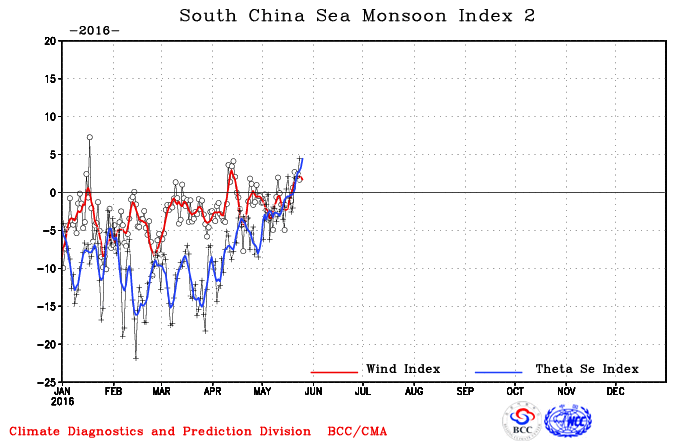 South China Sea Monsoon Index 2
-2016-
20
15
10
5
0
-5
-10
-15
-20
-25
Wind Index Theta Se Index
JAN FEB MAR APR MAY JUN JUL AUG SEP OCT NOV DEC
2016
BCC NCC
Climate Diagnostics and Prediction Division BCC/CMA